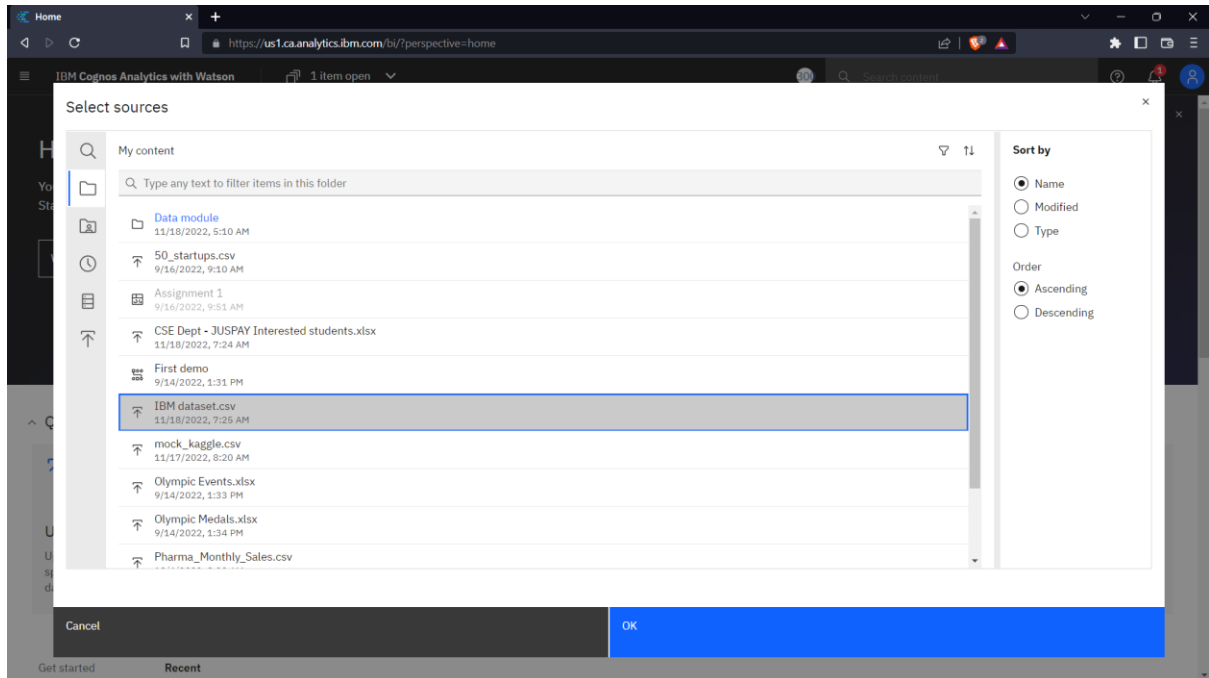 Home
https://us1.ca.analytics.ibm.com/bi/?perspective=home
IBM Cognos Analytics with Watson
1 item open
Search content
Select sources
My content
Type any text to filter items in this folder
Data module
11/18/2022, 5:10 AM
50_startups.csv
9/16/2022, 9:10 AM
Assignment 1
9/16/2022, 9:51 AM
CSE Dept - JUSPAY Interested students.xlsx
11/18/2022, 7:24 AM
First demo
9/14/2022, 1:31 PM
IBM dataset.csv
11/18/2022, 7:25 AM
mock_kaggle.csv
11/17/2022, 8:20 AM
Olympic Events.xlsx
9/14/2022, 1:33 PM
Olympic Medals.xlsx
9/14/2022, 1:34 PM
Pharma_Monthly_Sales.csv
Sort by
Name
Modified
Type
Order
Ascending
Descending
Cancel
OK
Get started
Recent